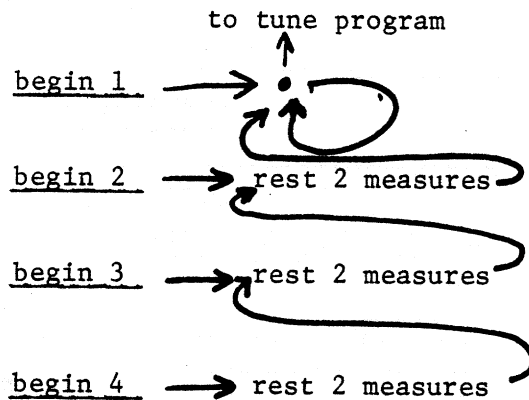 to tune program
begin 1
begin 2 rest 2 measures
begin 3 rest 2 measures
begin 4 rest 2 measures